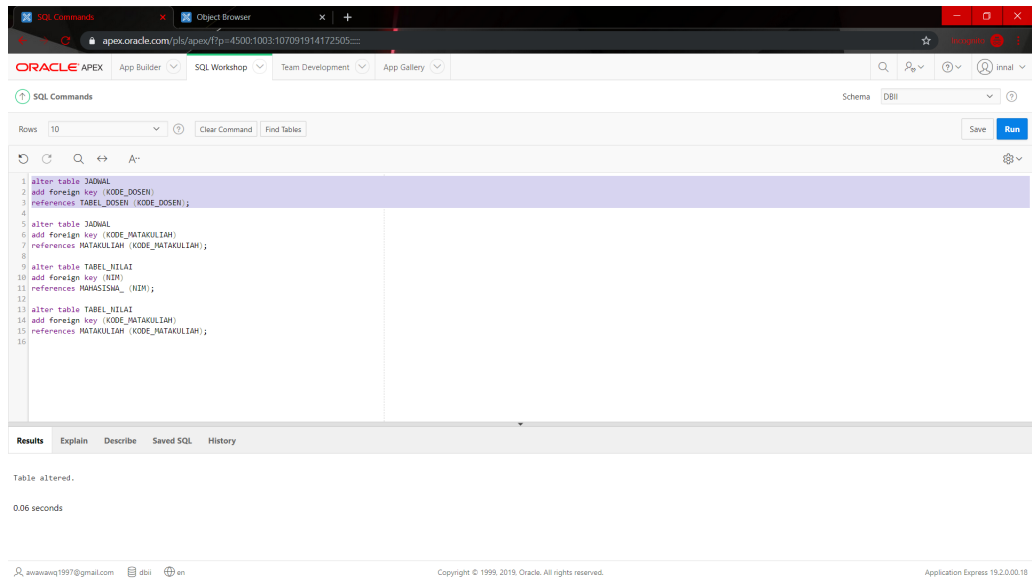 SQL Commands
Object Browser
apex.oracle.com/pls/apex/f?p=4500:1003:107091914172505:::::
Incognito
ORACLE APEX App Builder SQL Workshop Team Development App Gallery innal
SQL Commands Schema DBII
Rows 10 Clear Command Find Tables Save Run
A··
1 alter table JADWAL
2 add foreign key (KODE_DOSEN)
3 references TABEL_DOSEN (KODE_DOSEN);
4
5 alter table JADWAL
6 add foreign key (KODE_MATAKULIAH)
7 references MATAKULIAH (KODE_MATAKULIAH);
8
9 alter table TABEL_NILAI
10 add foreign key (NIM)
11 references MAHASISWA_ (NIM);
12
13 alter table TABEL_NILAI
14 add foreign key (KODE_MATAKULIAH)
15 references MATAKULIAH (KODE_MATAKULIAH);
16
Results Explain Describe Saved SQL History
Table altered.
0.06 seconds
awawawq1997@gmail.com dbii en Copyright © 1999, 2019, Oracle. All rights reserved. Application Express 19.2.0.00.18